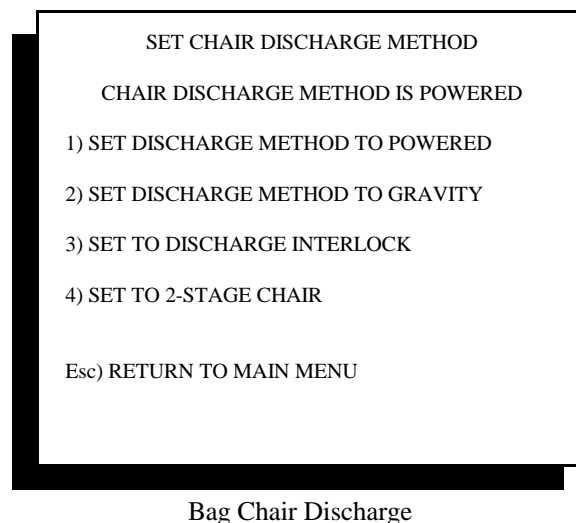 SET CHAIR DISCHARGE METHOD
CHAIR DISCHARGE METHOD IS POWERED
1) SET DISCHARGE METHOD TO POWERED
2) SET DISCHARGE METHOD TO GRAVITY
3) SET TO DISCHARGE INTERLOCK
4) SET TO 2-STAGE CHAIR
Esc) RETURN TO MAIN MENU
Bag Chair Discharge